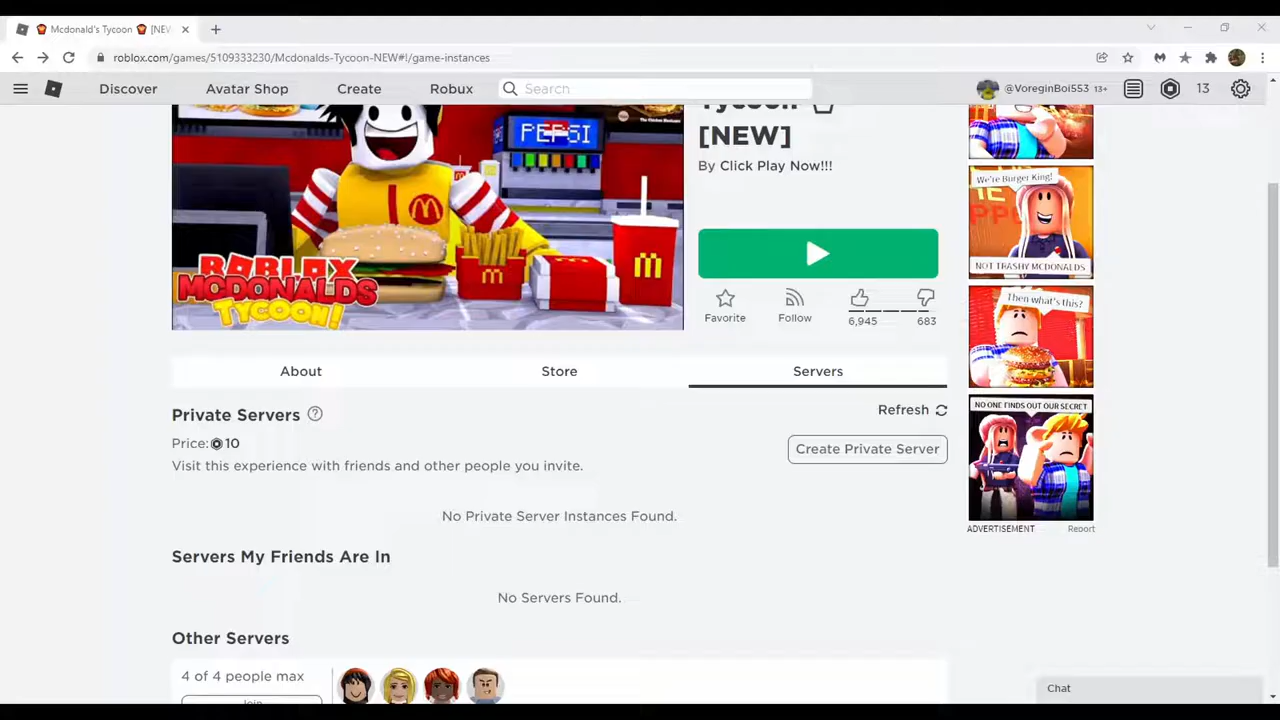 Mcdonald's Tycoon [NEW
roblox.com/games/5109333230/Mcdonalds-Tycoon-NEW#!/game-instances
Discover
Avatar Shop
Create
Robux
Search
@VoreginBoi553 13+
13
Tycoon
[NEW]
By Click Play Now!!!
PEPSI
ROBLOX
MCDONALDS
TYCOON!
Favorite
Follow
6,945
683
We're Burger King!
NOT TRASHY MCDONALDS
Then what's this?
NO ONE FINDS OUT OUR SECRET
ADVERTISEMENT
Report
About
Store
Servers
Private Servers
Refresh
Price: 10
Create Private Server
Visit this experience with friends and other people you invite.
No Private Server Instances Found.
Servers My Friends Are In
No Servers Found.
Other Servers
4 of 4 people max
Join
Chat